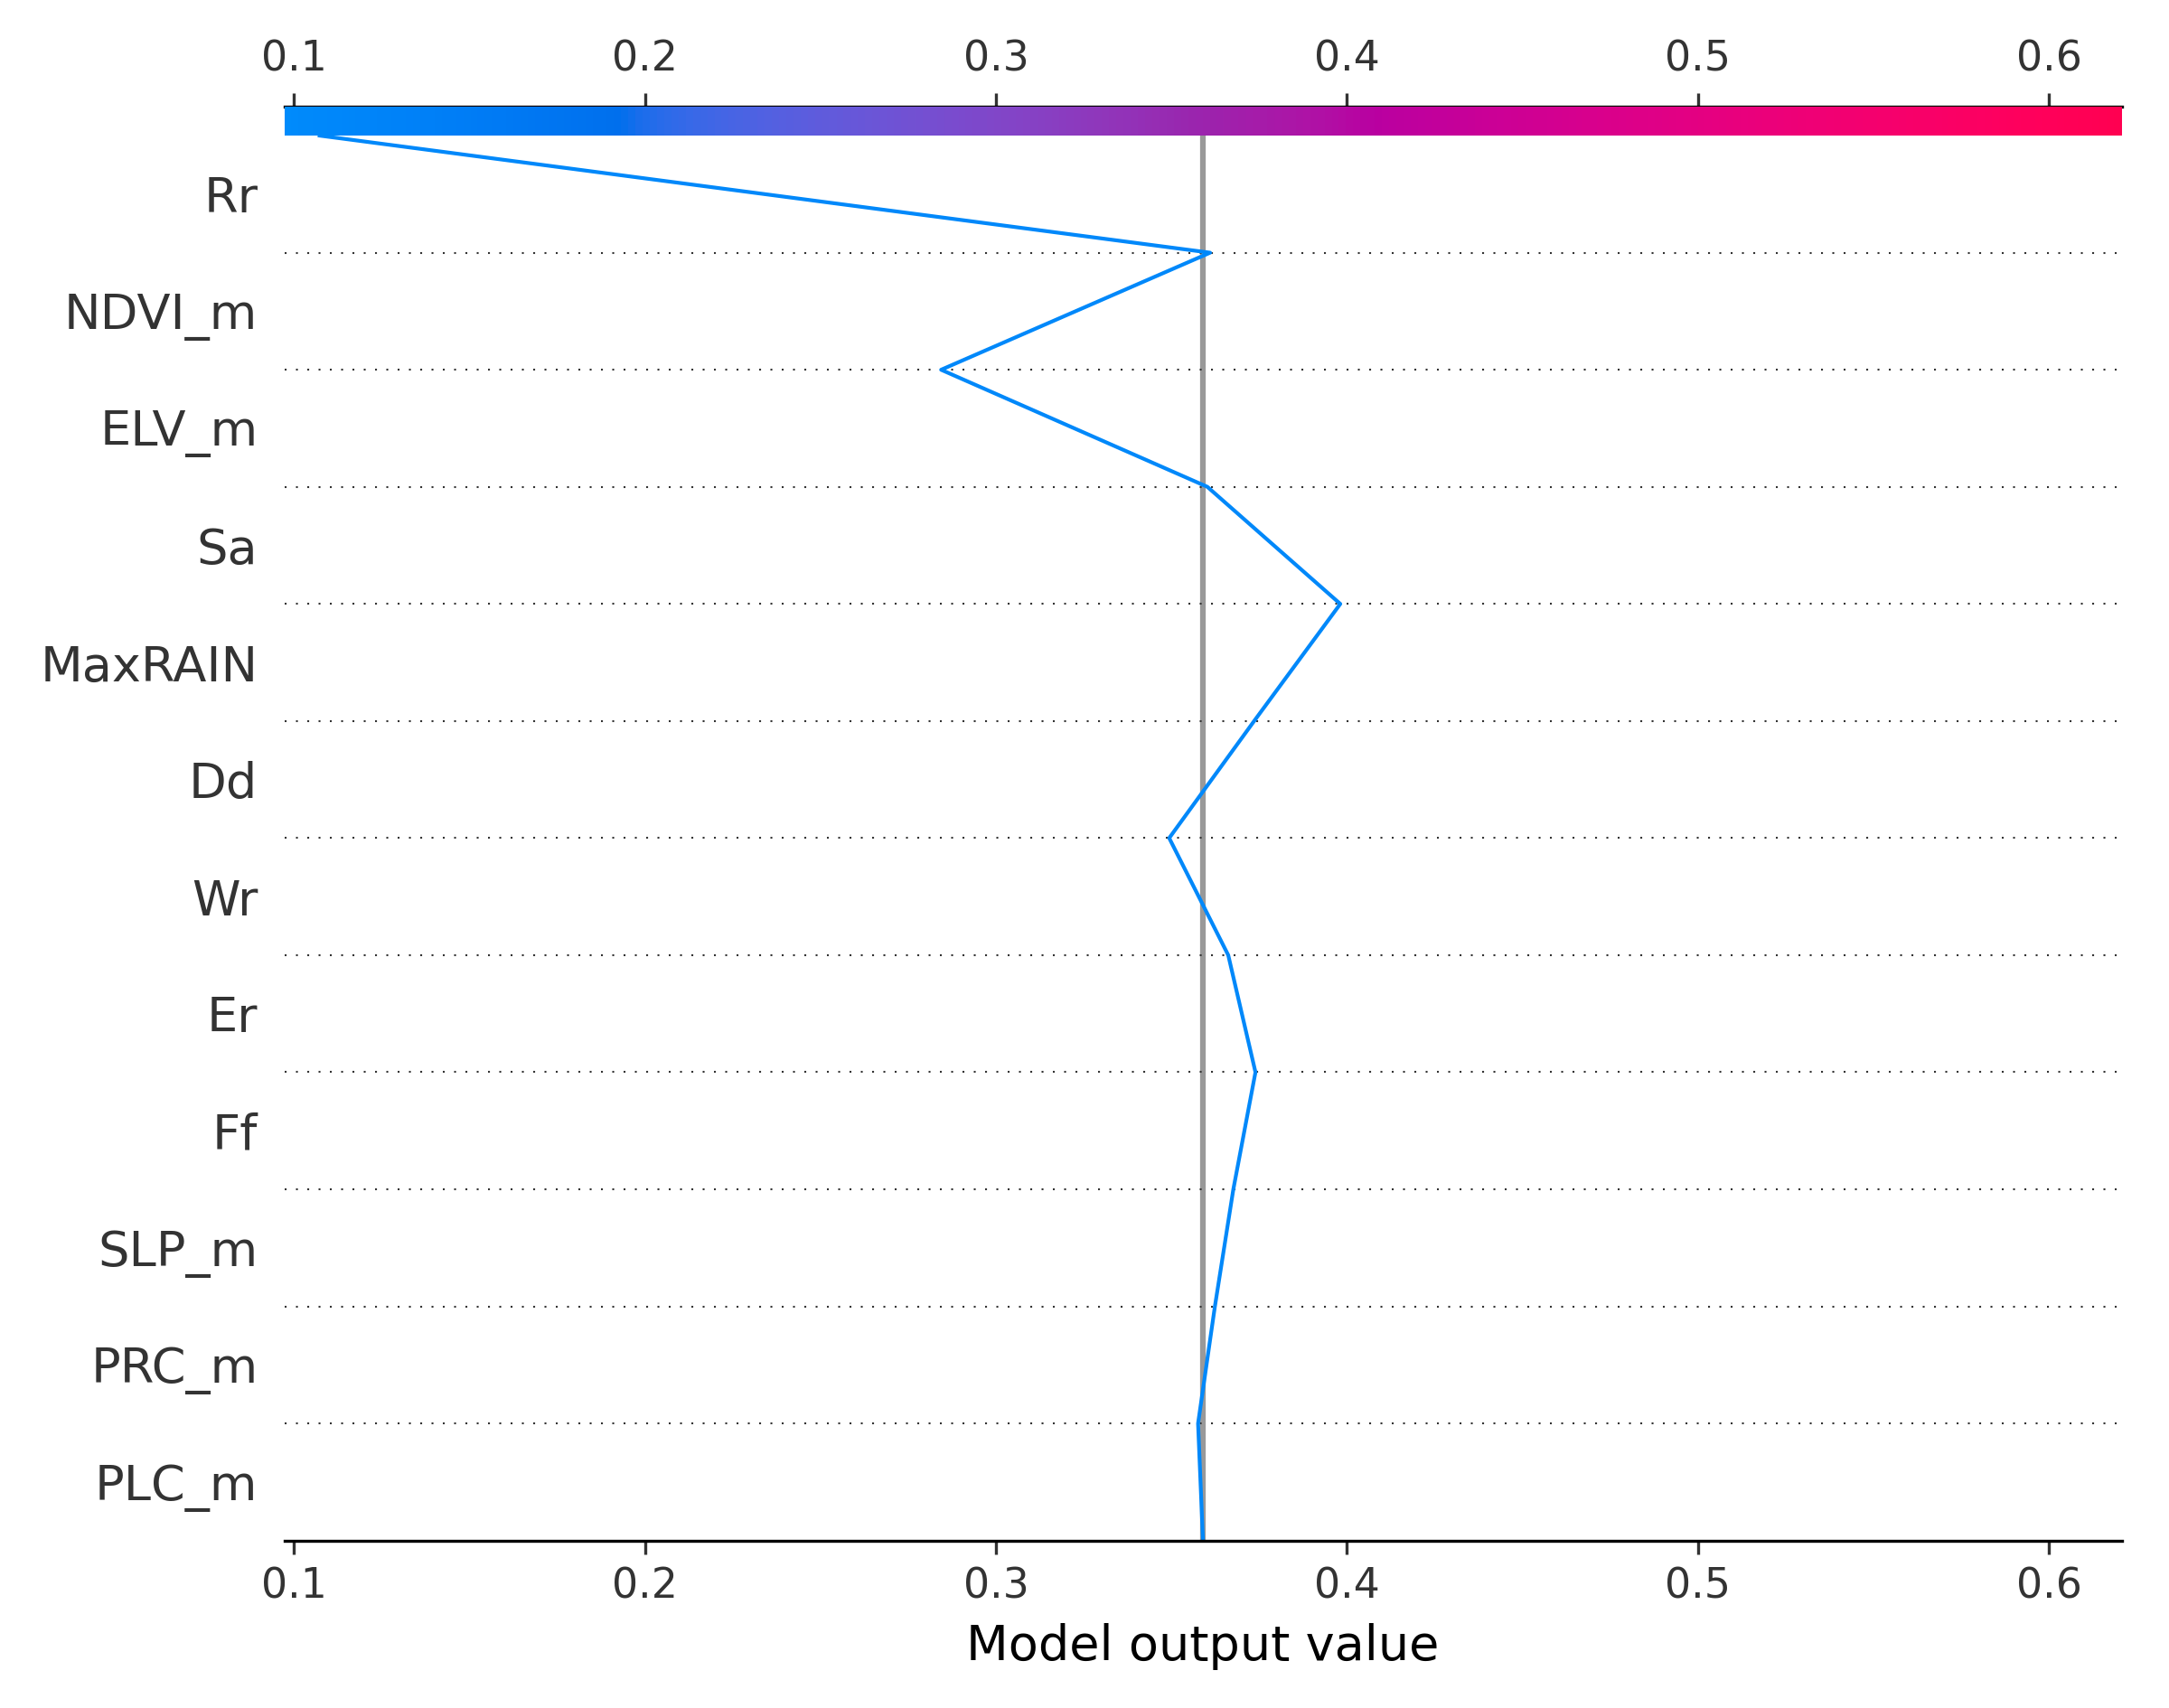 0.1 0.2 0.3 0.4 0.5 0.6
Rr
NDVI_m
ELV_m
Sa
MaxRAIN
Dd
Wr
Er
Ff
SLP_m
PRC_m
PLC_m
0.1 0.2 0.3 0.4 0.5 0.6
Model output value